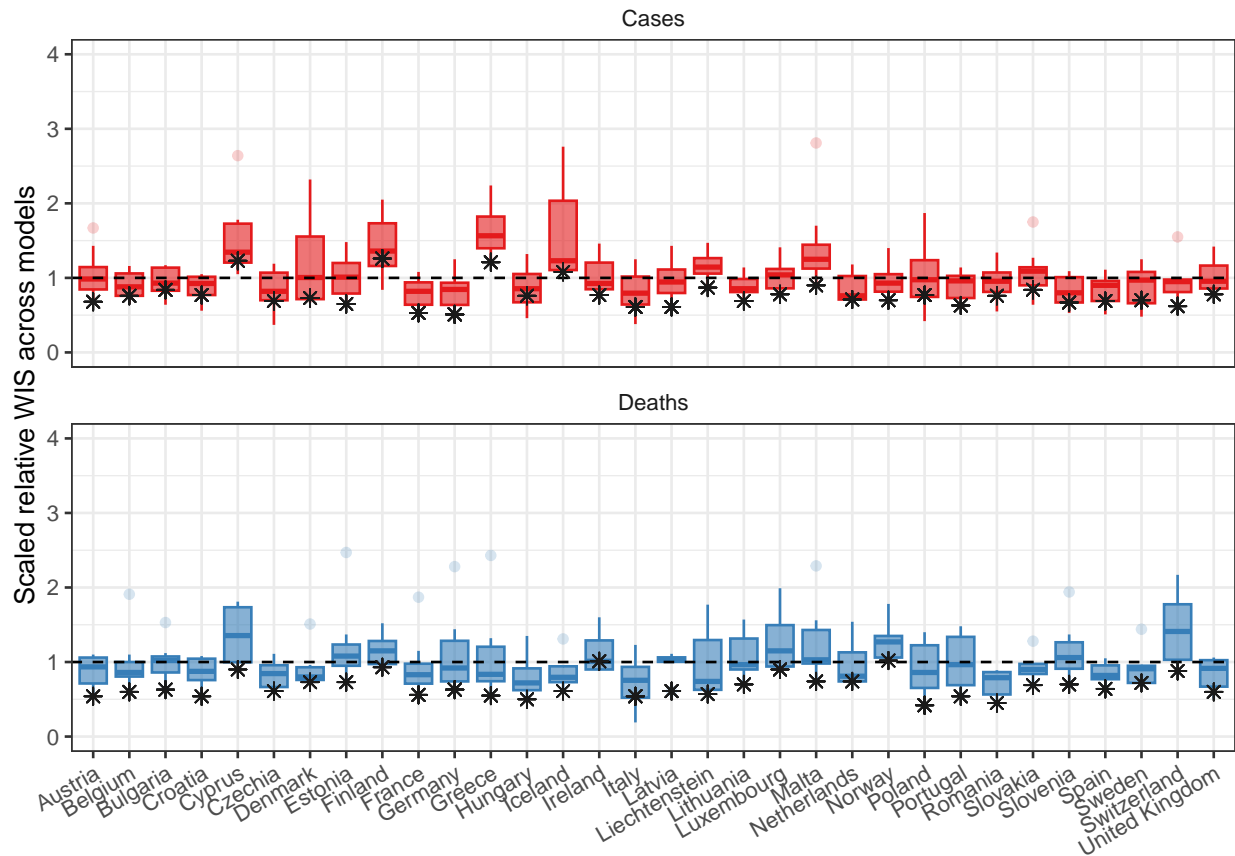 Cases
4
3
2
1
0
Scaled relative WIS across models
Deaths
4
3
2
1
0
Austria
Belgium
Bulgaria
Croatia
Cyprus
Czechia
Denmark
Estonia
Finland
France
Germany
Greece
Hungary
Iceland
Ireland
Italy
Latvia
Liechtenstein
Lithuania
Luxembourg
Malta
Netherlands
Norway
Poland
Portugal
Romania
Slovakia
Slovenia
Spain
Sweden
Switzerland
United Kingdom